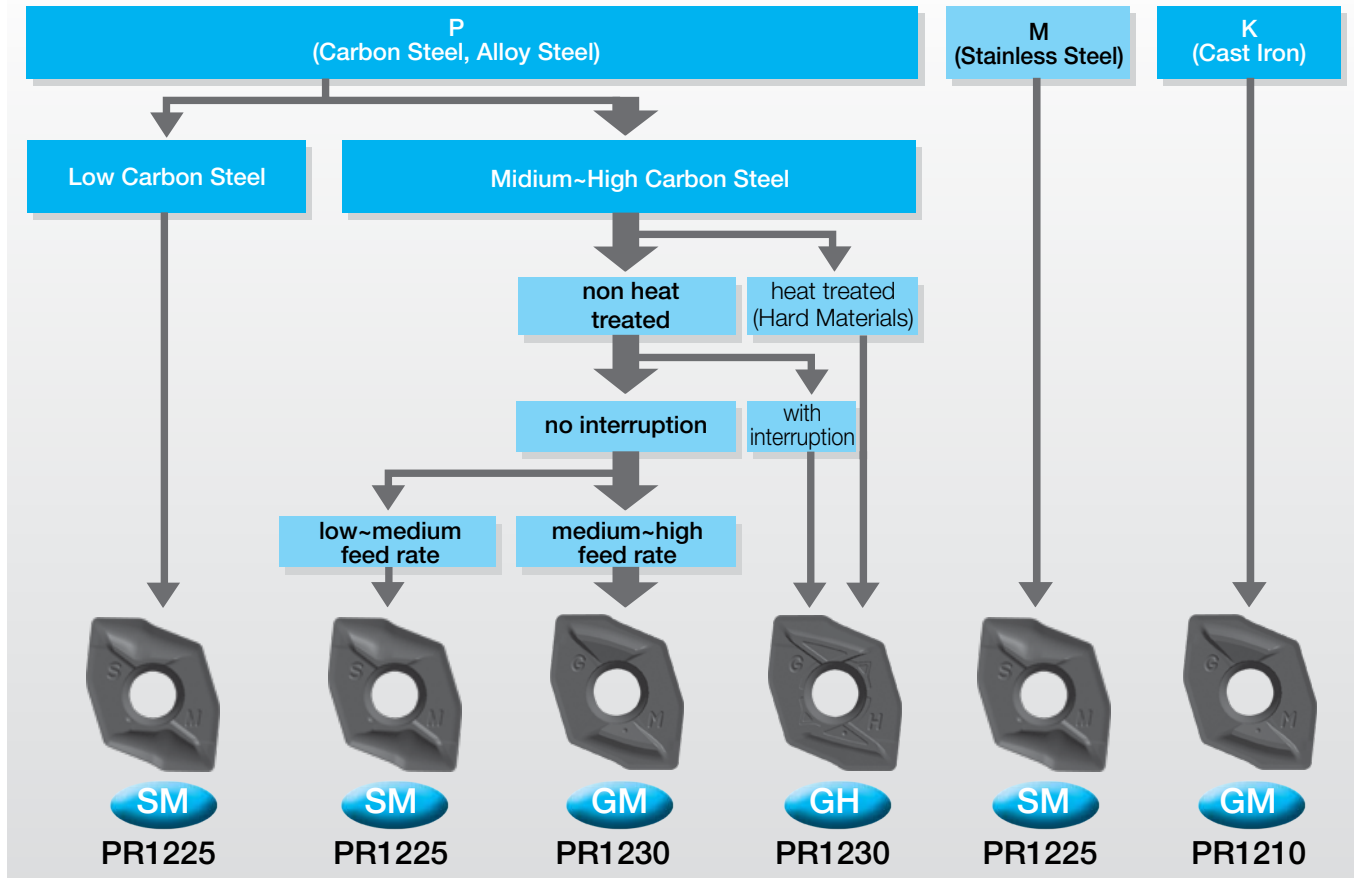 P
(Carbon Steel, Alloy Steel)
M
(Stainless Steel)
K
(Cast Iron)
Low Carbon Steel
Midium~High Carbon Steel
non heat
treated
heat treated
(Hard Materials)
no interruption
with
interruption
low~medium
feed rate
medium~high
feed rate
S
M
S
M
G
M
G
H
S
M
G
M
SM
SM
GM
GH
SM
GM
PR1225
PR1225
PR1230
PR1230
PR1225
PR1210